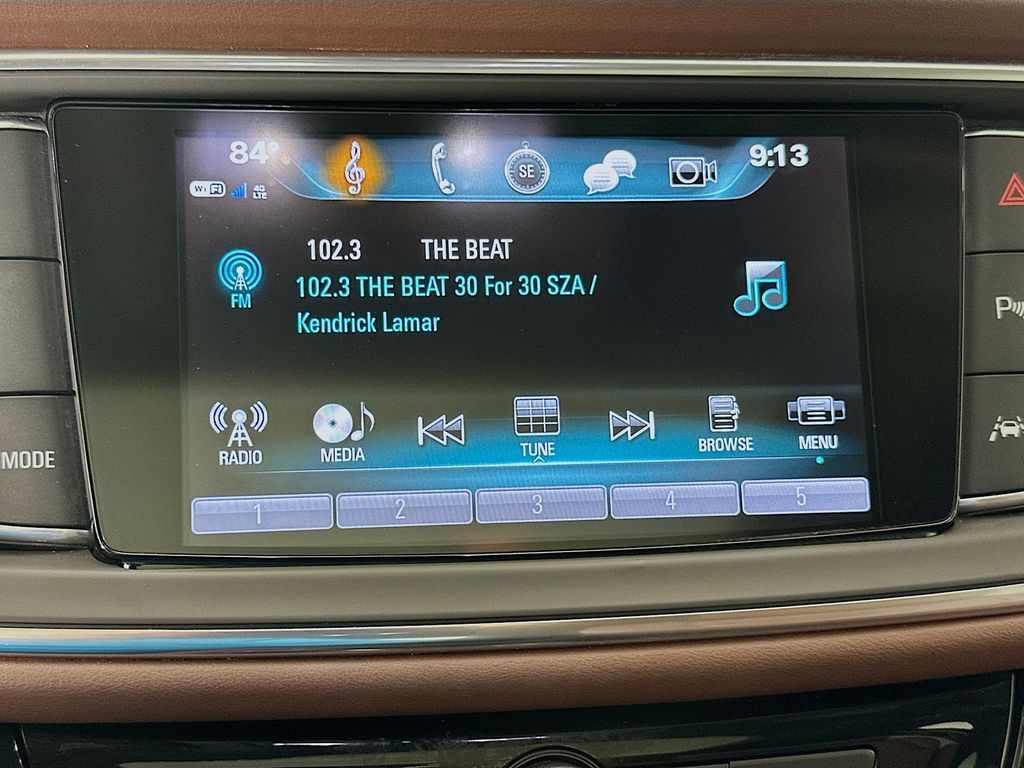 84°
SE
9:13
WiFi
4G
LTE
102.3 THE BEAT
FM
102.3 THE BEAT 30 For 30 SZA /
Kendrick Lamar
RADIO
MEDIA
TUNE
BROWSE
MENU
MODE
1
2
3
4
5
P